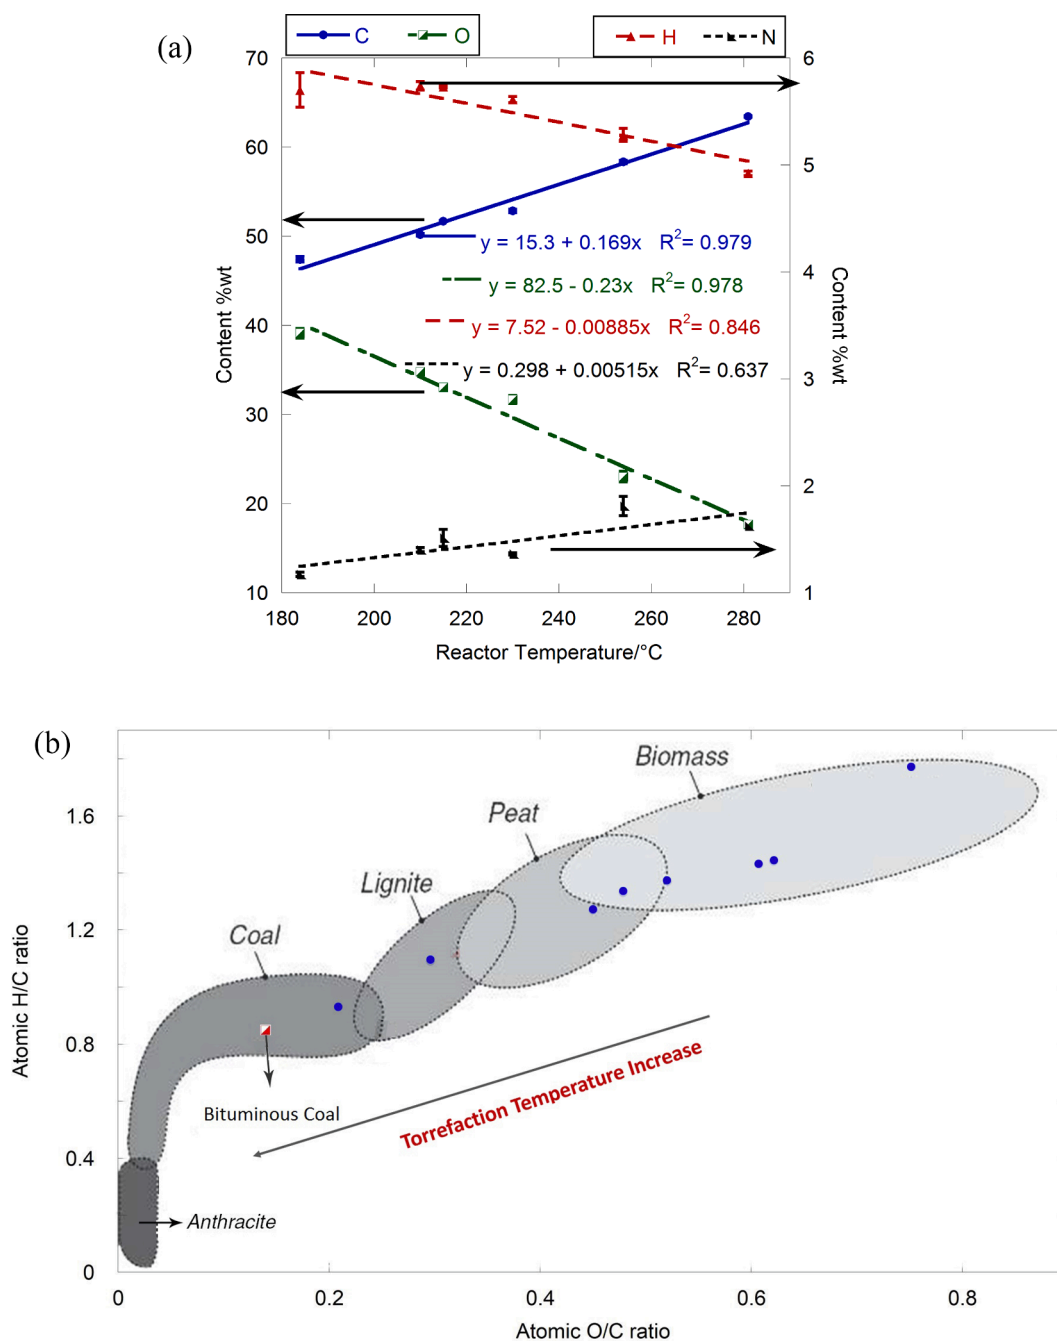 (a)
C O H N
70
60
50
40
30
20
10
6
5
4
3
2
1
Content %wt
Content %wt
y = 15.3 + 0.169x R²= 0.979
y = 82.5 - 0.23x R²= 0.978
y = 7.52 - 0.00885x R²= 0.846
y = 0.298 + 0.00515x R²= 0.637
180 200 220 240 260 280
Reactor Temperature/°C
(b)
Biomass
Peat
Lignite
Coal
Bituminous Coal
Anthracite
Torrefaction Temperature Increase
1.6
1.2
0.8
0.4
0
Atomic H/C ratio
0 0.2 0.4 0.6 0.8
Atomic O/C ratio